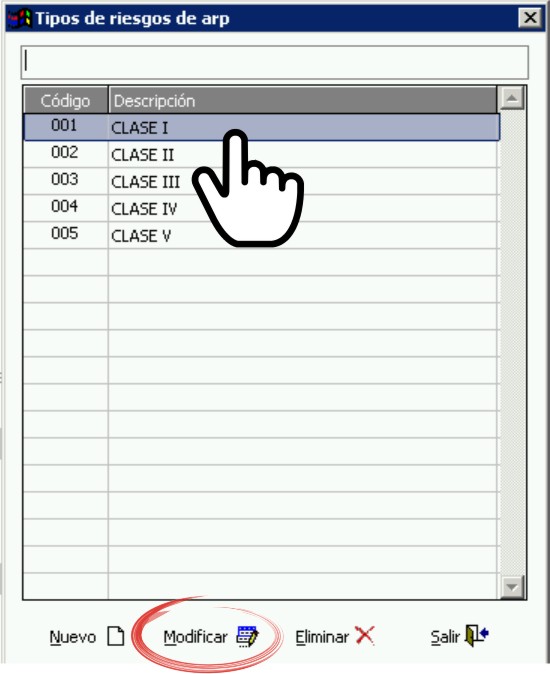 Tipos de riesgos de arp
Código Descripción
001 CLASE I
002 CLASE II
003 CLASE III
004 CLASE IV
005 CLASE V
Nuevo Modificar Eliminar Salir